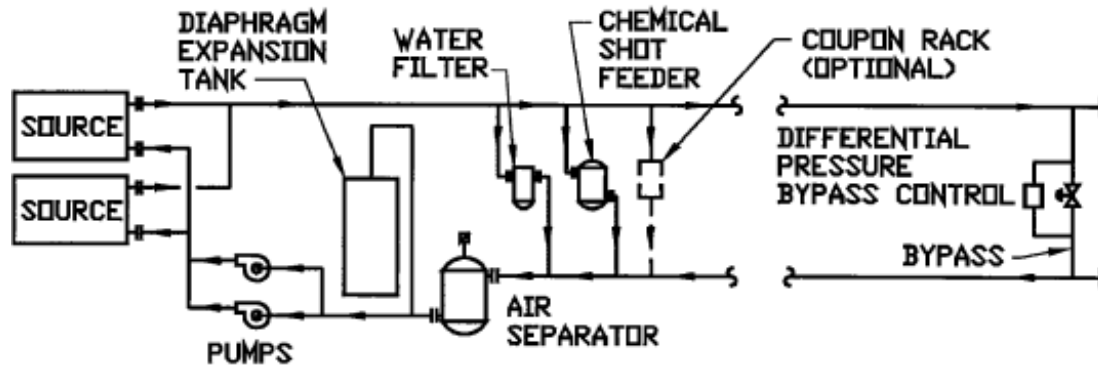 DIAPHRAGM
EXPANSION
TANK
WATER
FILTER
CHEMICAL
SHOT
FEEDER
COUPON RACK
(OPTIONAL)
SOURCE
SOURCE
DIFFERENTIAL
PRESSURE
BYPASS CONTROL
BYPASS
AIR
SEPARATOR
PUMPS